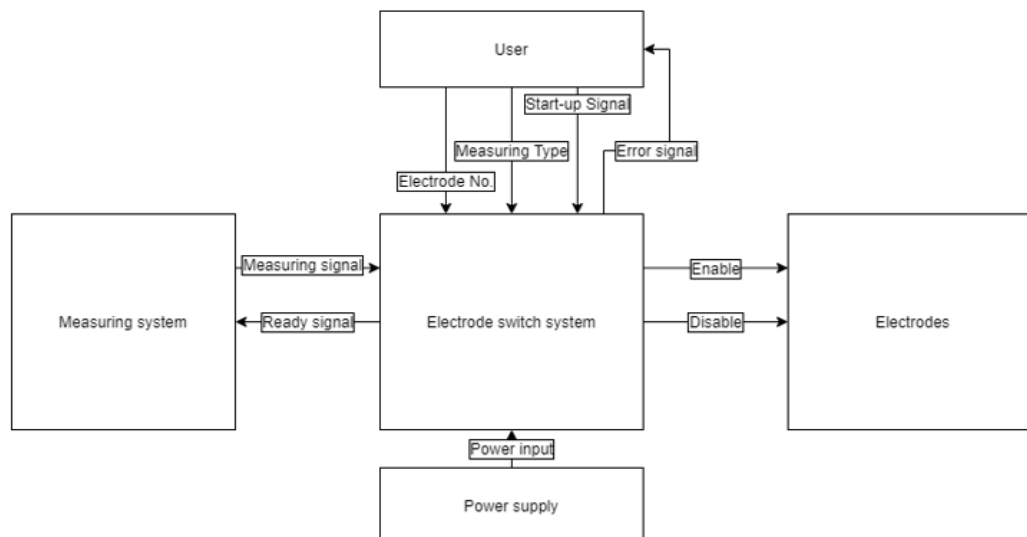 User
Start-up Signal
Measuring Type
Error signal
Electrode No.
Measuring signal
Enable
Measuring system
Ready signal
Electrode switch system
Disable
Electrodes
Power input
Power supply